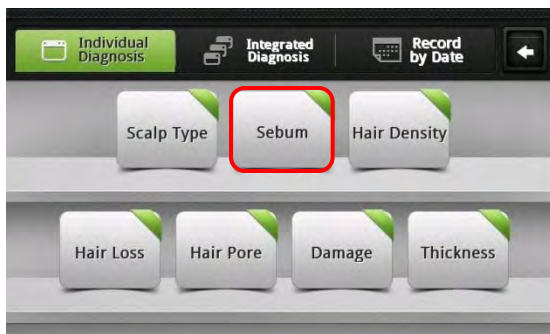 Individual
Diagnosis
Integrated
Diagnosis
Record
by Date
Scalp Type
Sebum
Hair Density
Hair Loss
Hair Pore
Damage
Thickness